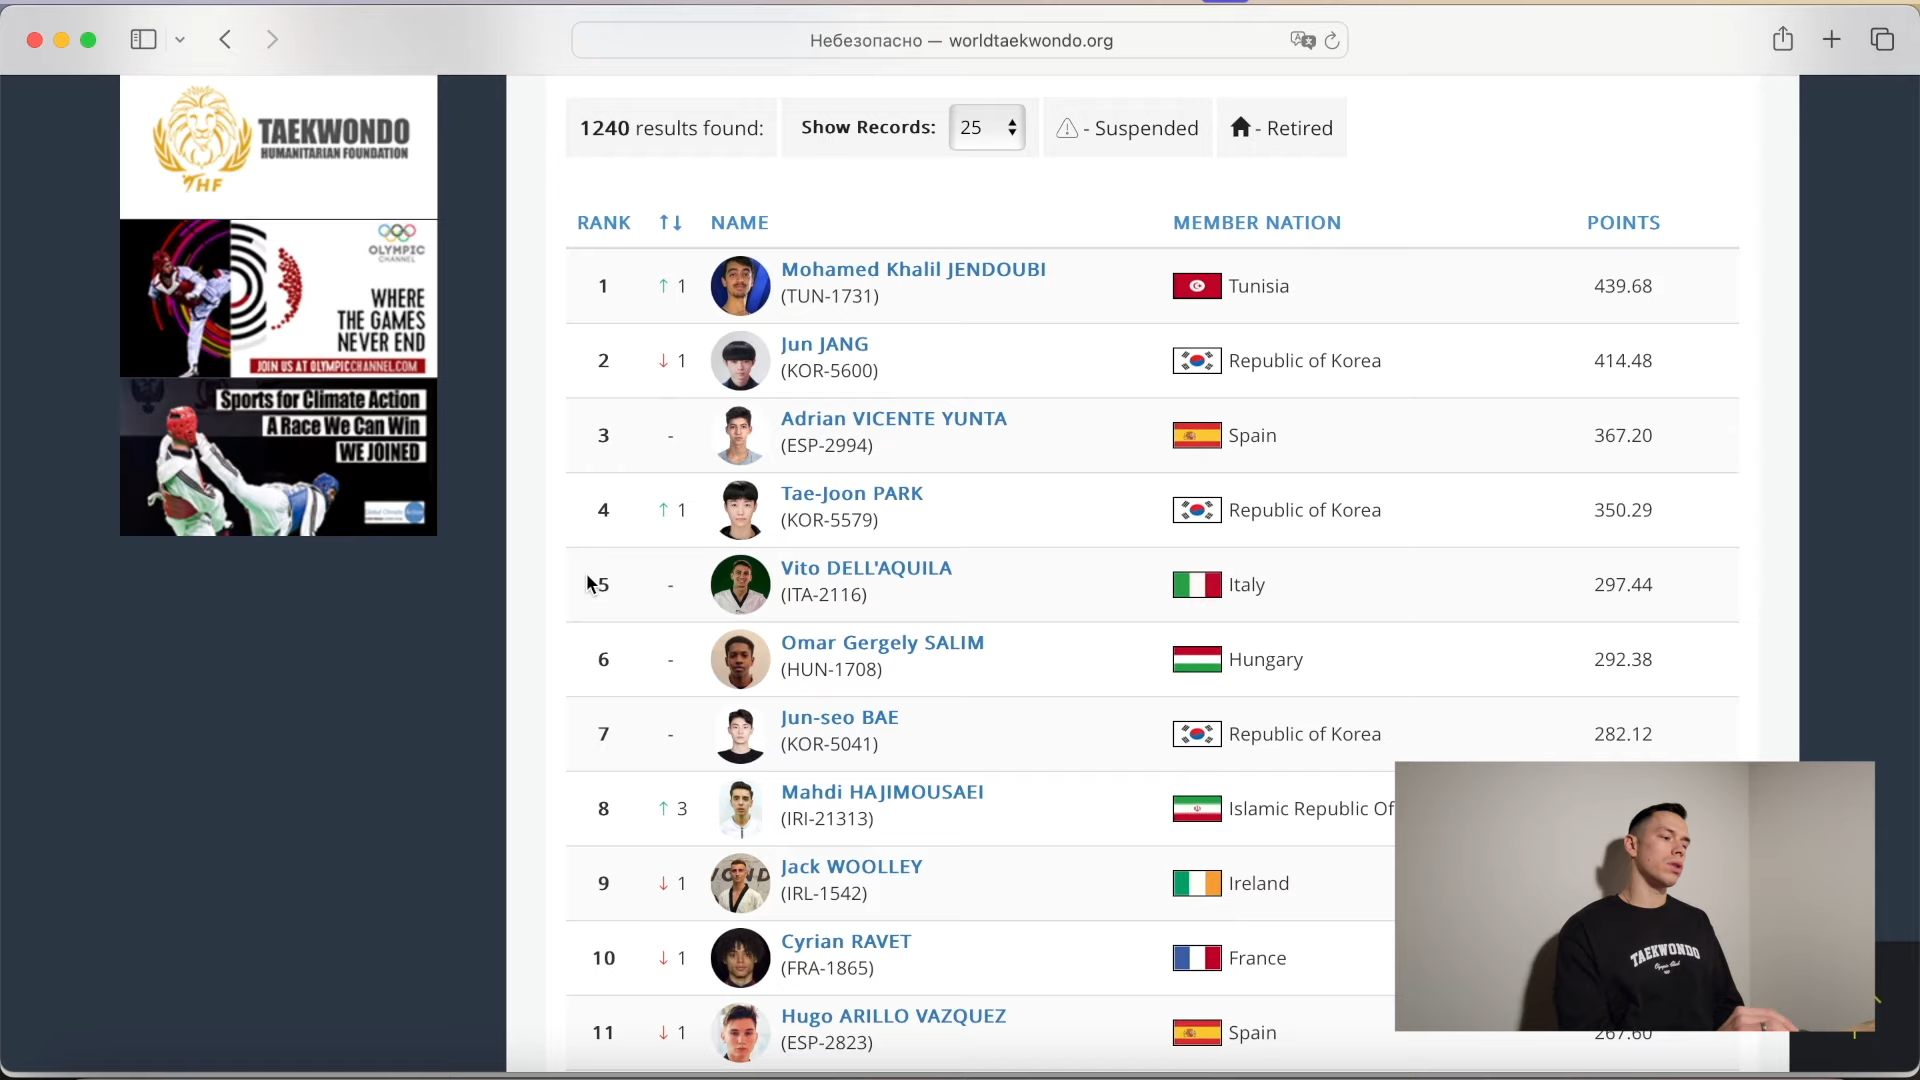 Небезопасно — worldtaekwondo.org
TAEKWONDO
HUMANITARIAN FOUNDATION
THF
OLYMPIC
CHANNEL
WHERE
THE GAMES
NEVER END
JOIN US AT OLYMPICCHANNEL.COM
Sports for Climate Action
A Race We Can Win
WE JOINED
Global Climate Action
1240 results found:
Show Records: 25
- Suspended
- Retired
RANK ↑↓ NAME MEMBER NATION POINTS
1 ↑ 1 Mohamed Khalil JENDOUBI Tunisia 439.68
(TUN-1731)
2 ↓ 1 Jun JANG Republic of Korea 414.48
(KOR-5600)
3 - Adrian VICENTE YUNTA Spain 367.20
(ESP-2994)
4 ↑ 1 Tae-Joon PARK Republic of Korea 350.29
(KOR-5579)
5 - Vito DELL'AQUILA Italy 297.44
(ITA-2116)
6 - Omar Gergely SALIM Hungary 292.38
(HUN-1708)
7 - Jun-seo BAE Republic of Korea 282.12
(KOR-5041)
8 ↑ 3 Mahdi HAJIMOUSAEI Islamic Republic Of
(IRI-21313)
9 ↓ 1 Jack WOOLLEY Ireland
(IRL-1542)
10 ↓ 1 Cyrian RAVET France
(FRA-1865)
11 ↓ 1 Hugo ARILLO VAZQUEZ Spain 267.60
(ESP-2823)
TAEKWONDO